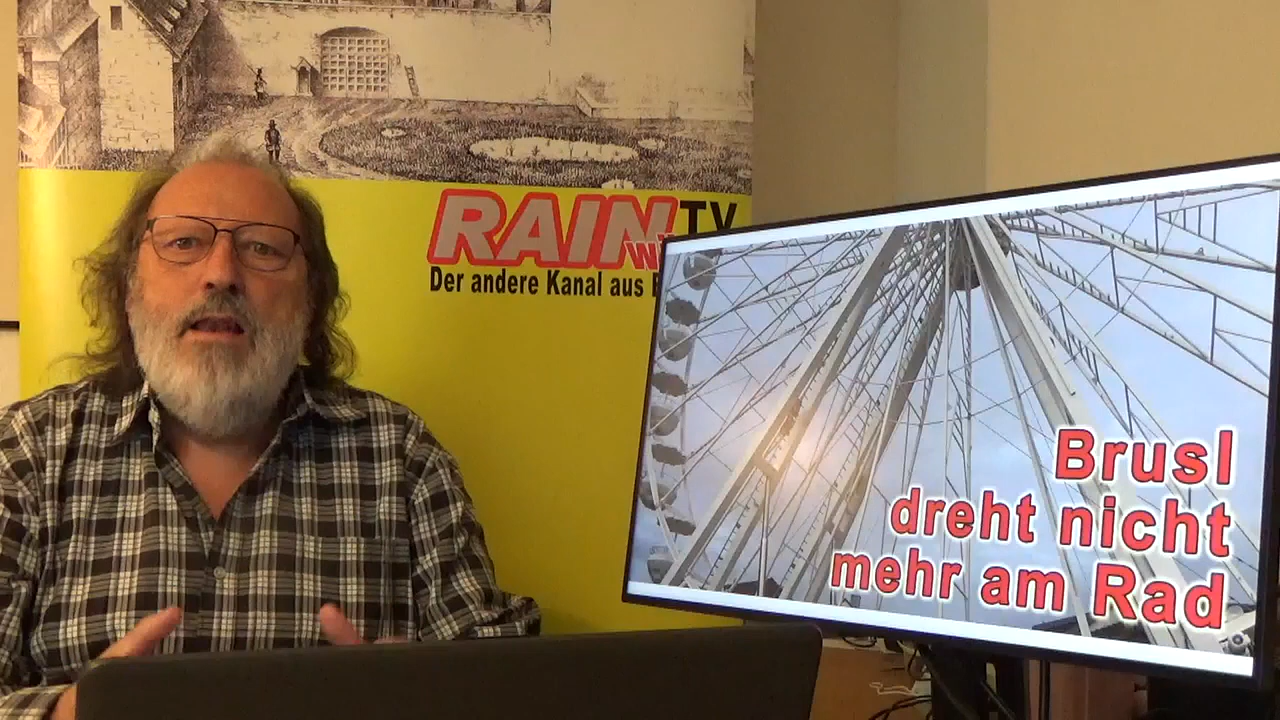 RAIN TV
Der andere Kanal aus
Brusl
dreht nicht
mehr am Rad